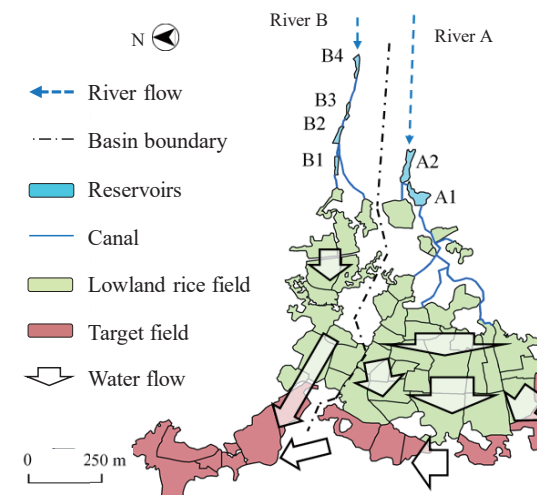 River B
River A
N
B4
River flow
B3
B2
Basin boundary
B1
A2
Reservoirs
A1
Canal
Lowland rice field
Target field
Water flow
0 250 m